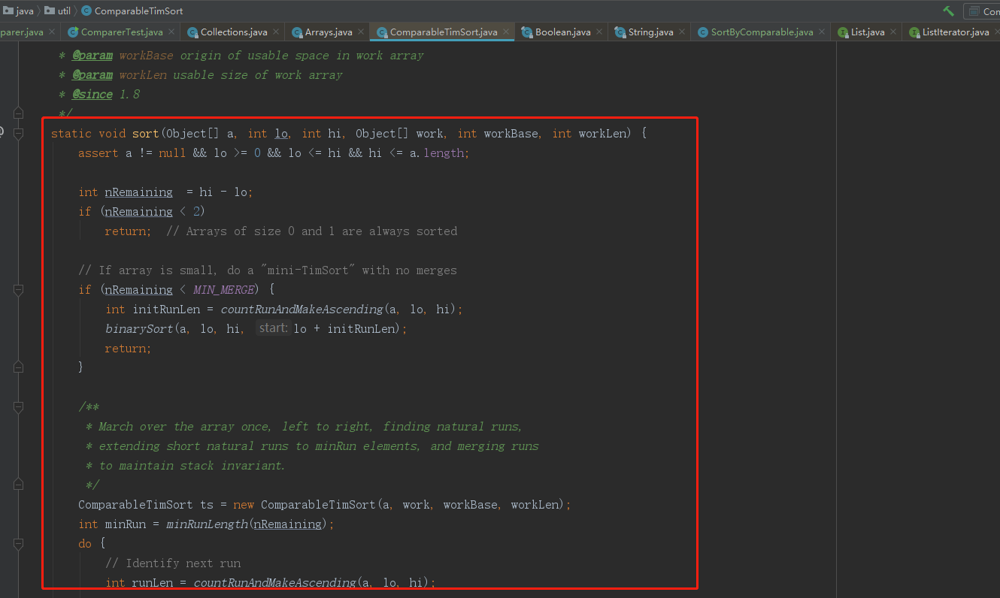 java util ComparableTimSort Com
parer.java ComparerTest.java Collections.java Arrays.java ComparableTimSort.java Boolean.java String.java SortByComparable.java List.java ListIterator.java
* @param workBase origin of usable space in work array
* @param workLen usable size of work array
* @since 1.8
*/
static void sort(Object[] a, int lo, int hi, Object[] work, int workBase, int workLen) {
assert a != null && lo >= 0 && lo <= hi && hi <= a.length;
int nRemaining  = hi - lo;
if (nRemaining < 2)
return;  // Arrays of size 0 and 1 are always sorted
// If array is small, do a "mini-TimSort" with no merges
if (nRemaining < MIN_MERGE) {
int initRunLen = countRunAndMakeAscending(a, lo, hi);
binarySort(a, lo, hi, start: lo + initRunLen);
return;
}
/**
* March over the array once, left to right, finding natural runs,
* extending short natural runs to minRun elements, and merging runs
* to maintain stack invariant.
*/
ComparableTimSort ts = new ComparableTimSort(a, work, workBase, workLen);
int minRun = minRunLength(nRemaining);
do {
// Identify next run
int runLen = countRunAndMakeAscending(a, lo, hi);